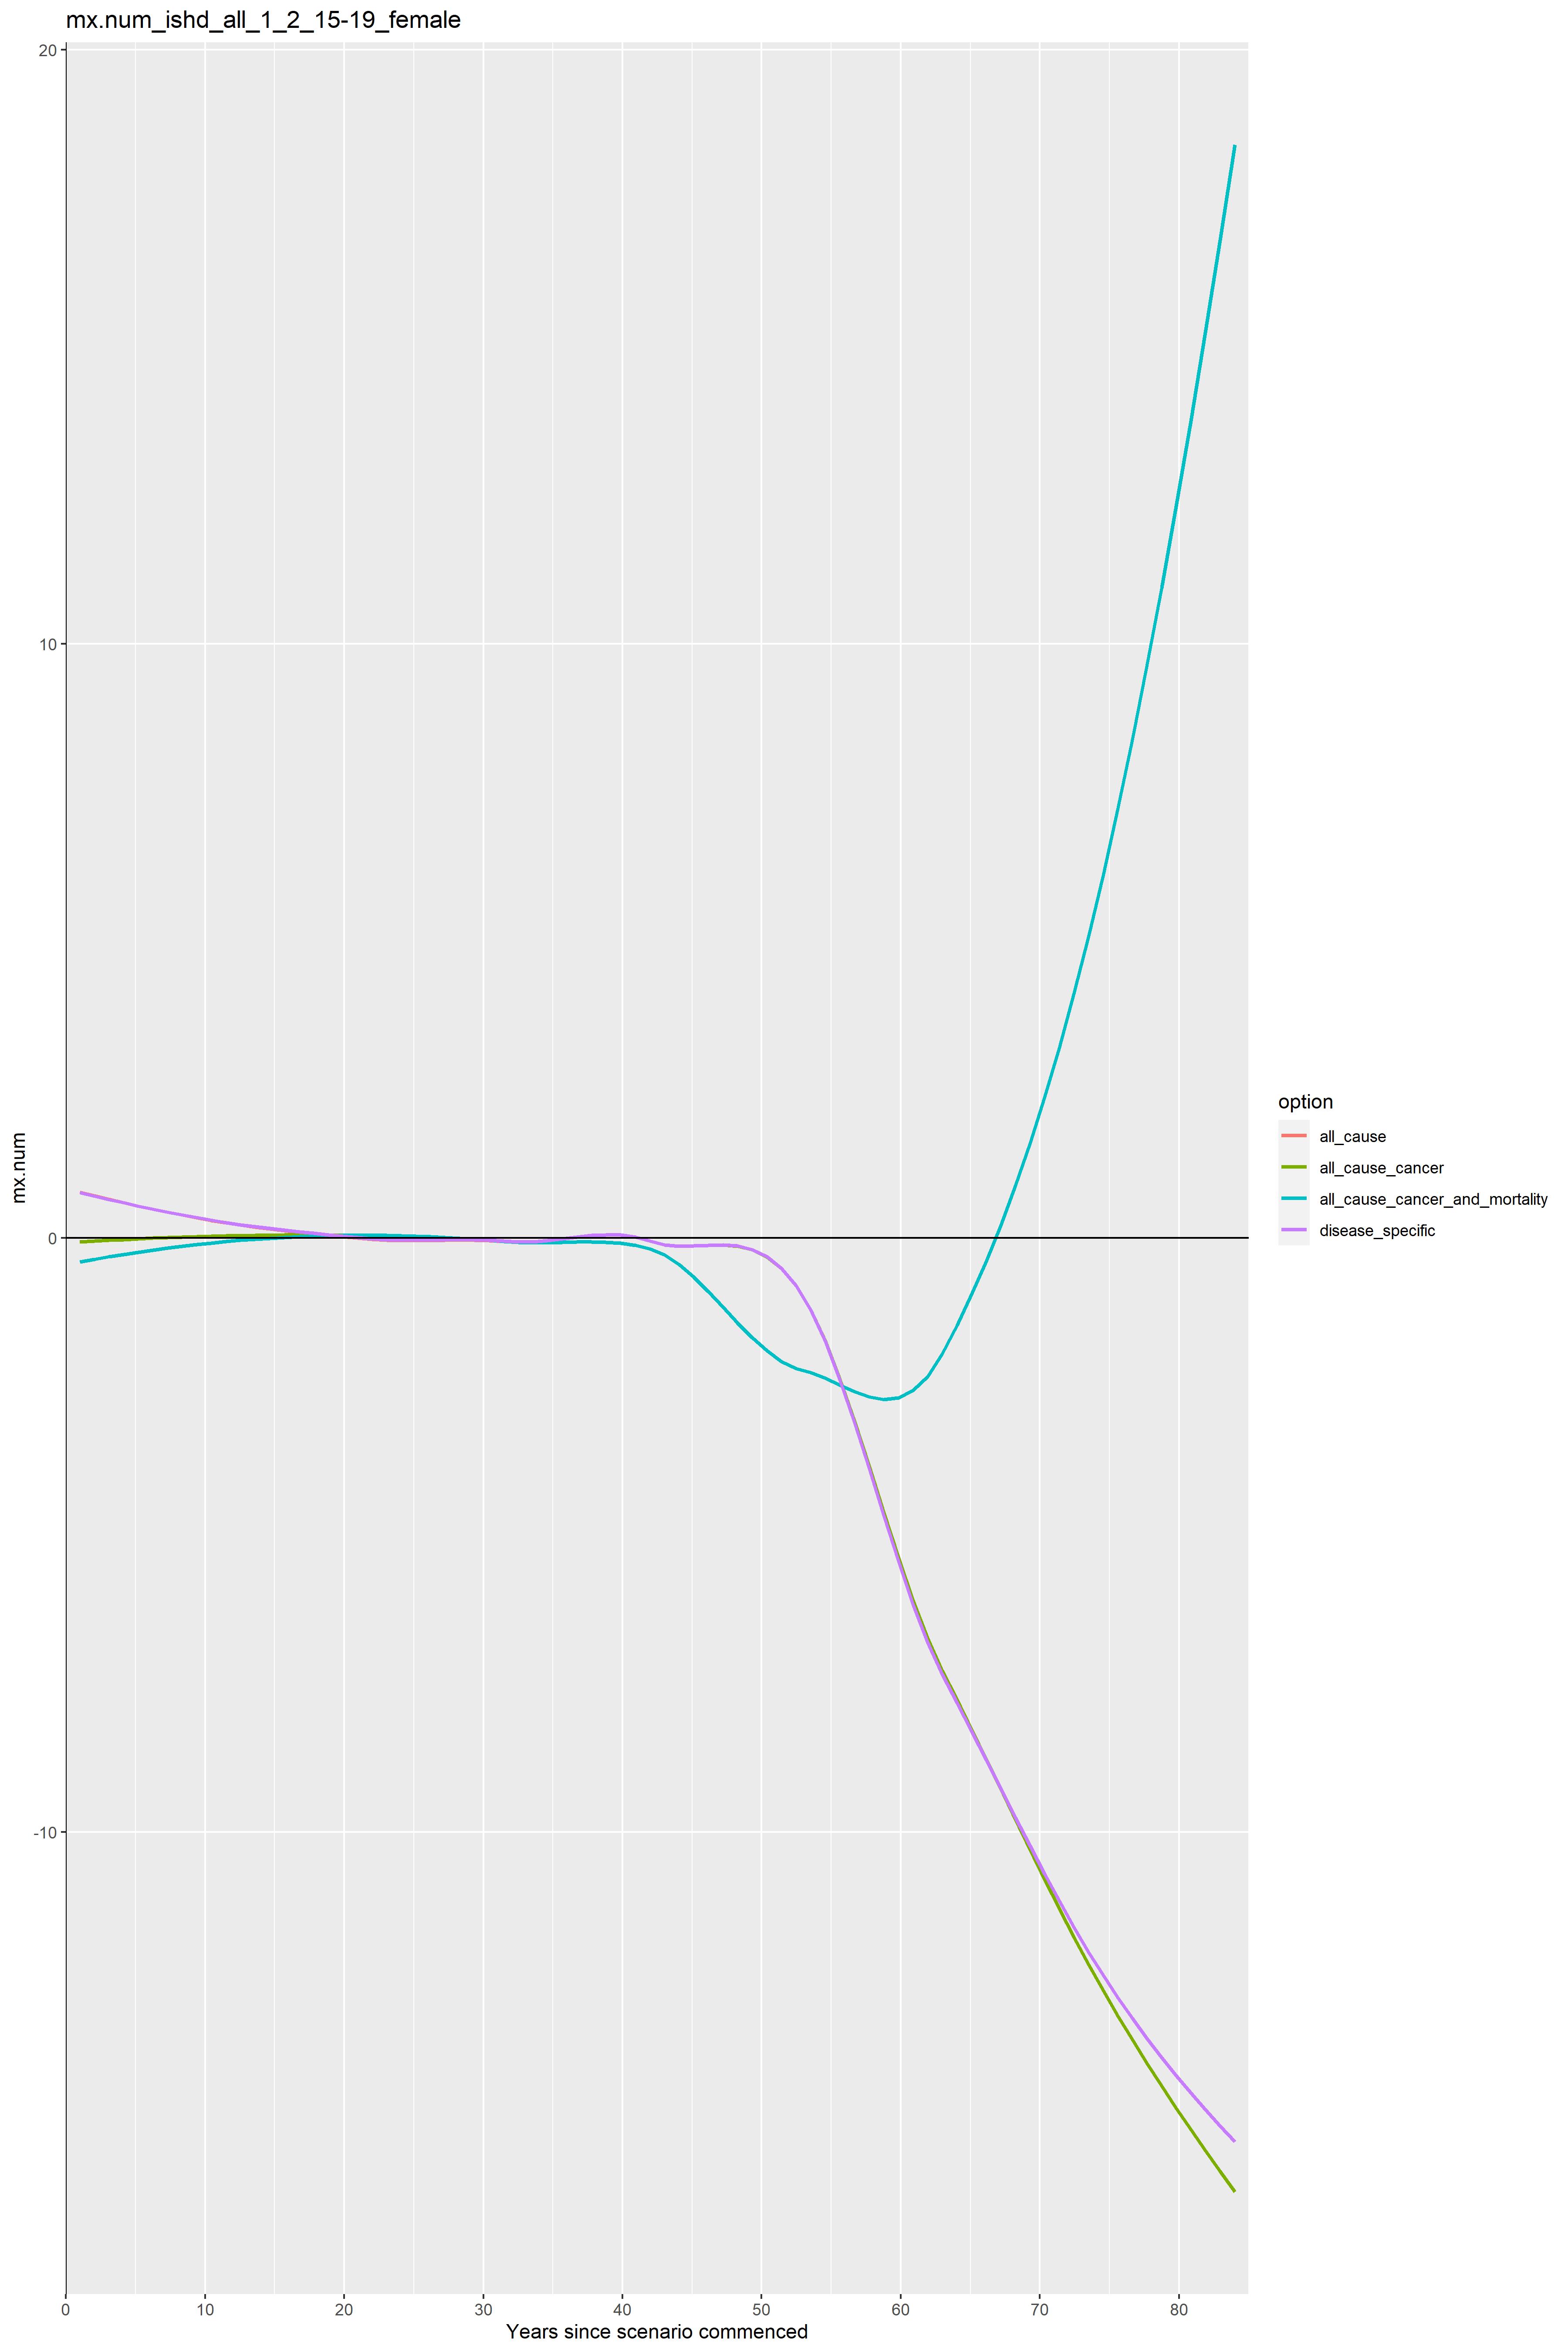 mx.num_ishd_all_1_2_15-19_female
20
10
0
-10
mx.num
0 10 20 30 40 50 60 70 80
Years since scenario commenced
option
all_cause
all_cause_cancer
all_cause_cancer_and_mortality
disease_specific